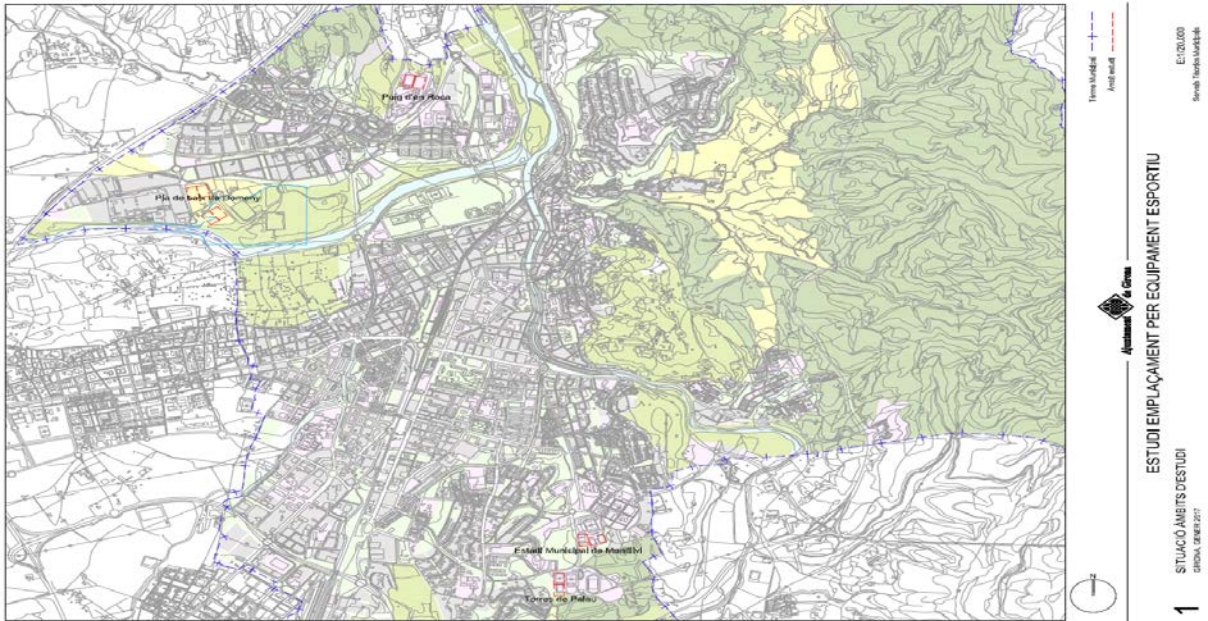 Puig d'en Roca
Pla de baix de Domeny
Estadi Municipal de Montilivi
Torres de Palau
Terme Municipal
Àmbit estudi
Ajuntament de Girona
ESTUDI EMPLAÇAMENT PER EQUIPAMENT ESPORTIU
E:1/20.000
Serveis Tècnics Municipals
1
SITUACIÓ ÀMBITS D'ESTUDI
GIRONA, GENER 2017